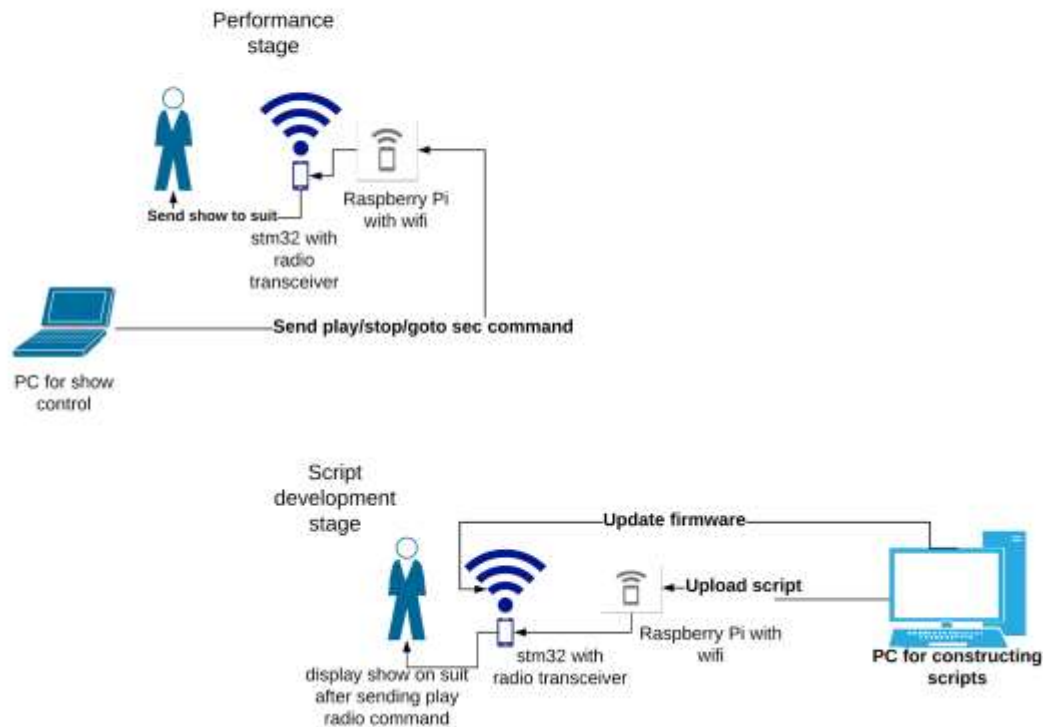 Performance
stage
Send show to suit
stm32 with
radio
transceiver
Raspberry Pi
with wifi
Send play/stop/goto sec command
PC for show
control
Script
development
stage
Update firmware
Upload script
display show on suit
after sending play
radio command
stm32 with
radio transceiver
Raspberry Pi with
wifi
PC for constructing
scripts